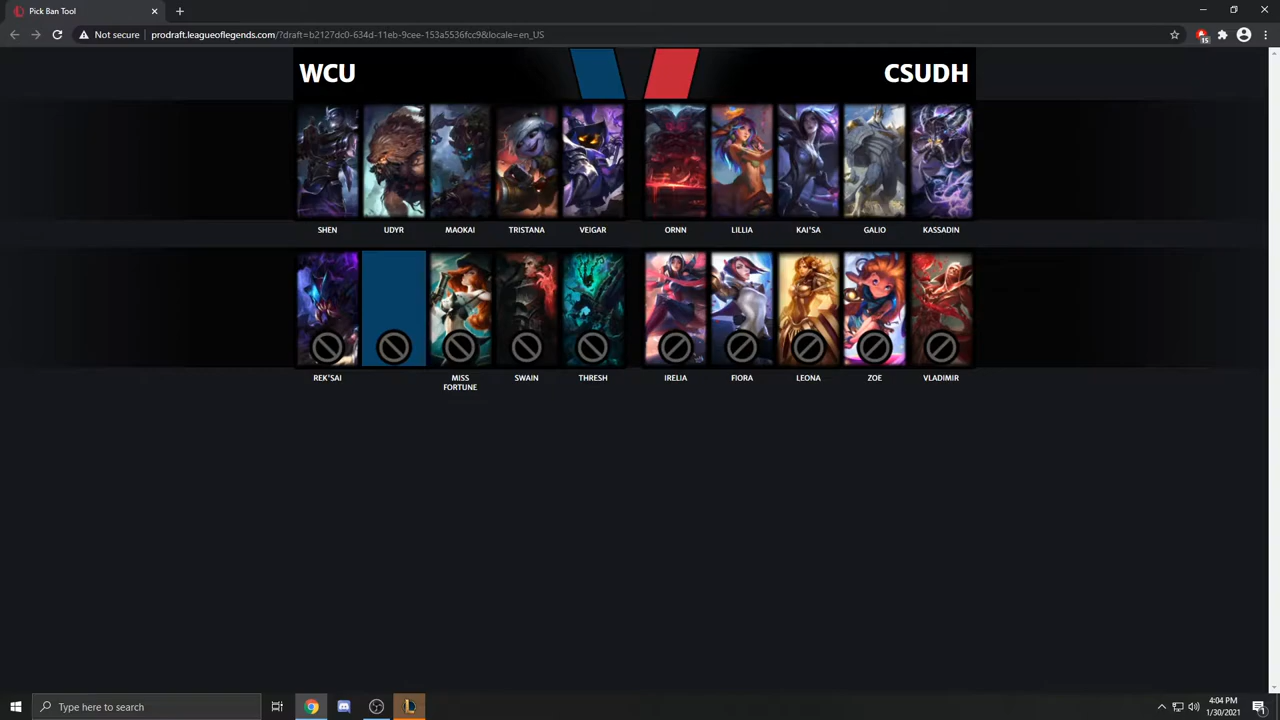 Pick Ban Tool
Not secure
prodraft.leagueoflegends.com/?draft=b2127dc0-634d-11eb-9cee-153a5536fcc9&locale=en_US
15
WCU
CSUDH
SHEN
UDYR
MAOKAI
TRISTANA
VEIGAR
ORNN
LILLIA
KAI'SA
GALIO
KASSADIN
REK'SAI
MISS
FORTUNE
SWAIN
THRESH
IRELIA
FIORA
LEONA
ZOE
VLADIMIR
Type here to search
4:04 PM
1/30/2021
1